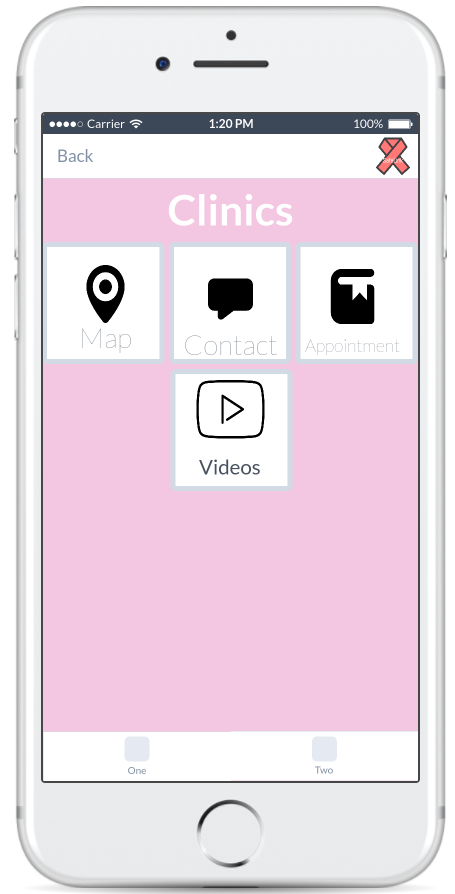 ●●●●○ Carrier 1:20 PM 100%
Back
Clinics
Map Contact Appointment
Videos
One Two